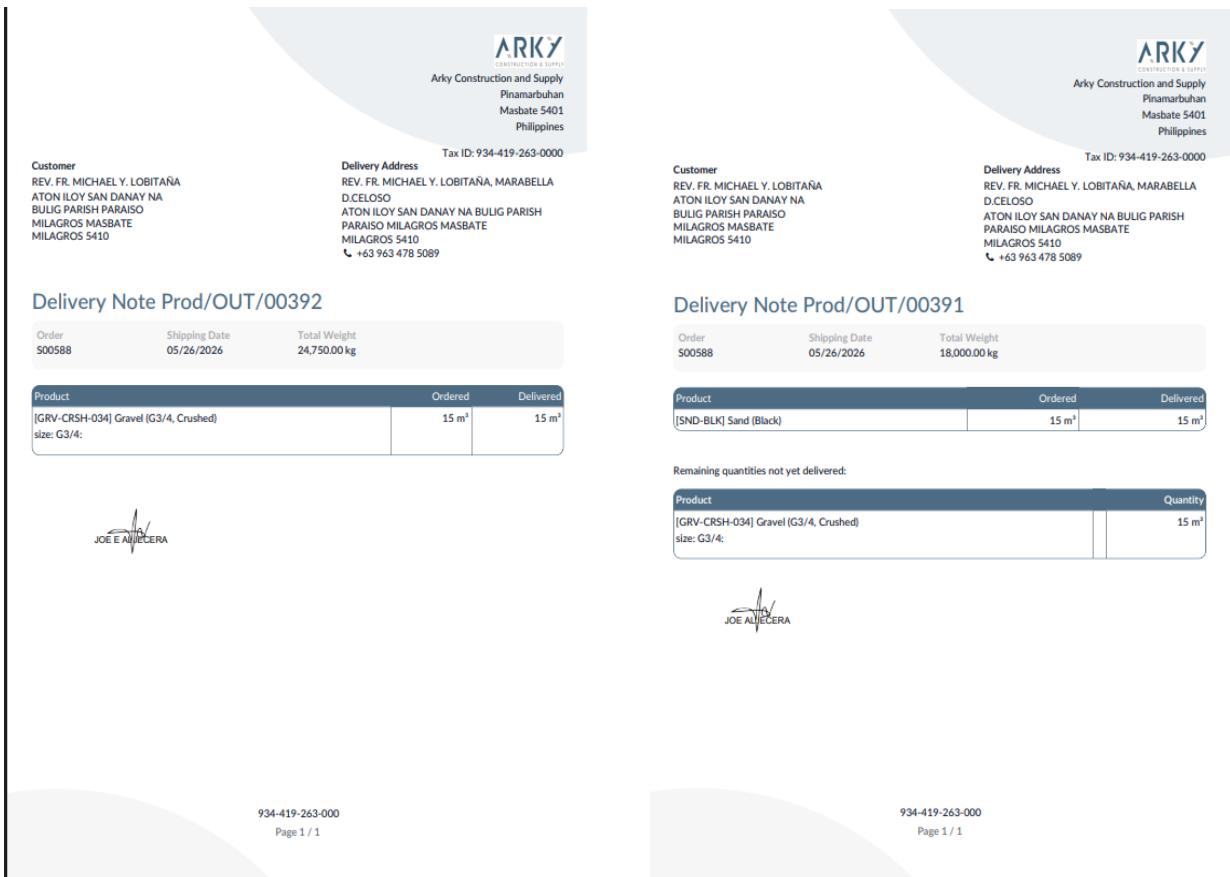 ARKY
CONSTRUCTION & SUPPLY
Arky Construction and Supply
Pinamarbuhan
Masbate 5401
Philippines
Tax ID: 934-419-263-0000
Customer
REV. FR. MICHAEL Y. LOBITAÑA
ATON ILOY SAN DANAY NA
BULIG PARISH PARAISO
MILAGROS MASBATE
MILAGROS 5410
Delivery Address
REV. FR. MICHAEL Y. LOBITAÑA, MARABELLA
D.CELOSO
ATON ILOY SAN DANAY NA BULIG PARISH
PARAISO MILAGROS MASBATE
MILAGROS 5410
+63 963 478 5089
Delivery Note Prod/OUT/00392
Order Shipping Date Total Weight
S00588 05/26/2026 24,750.00 kg
Product Ordered Delivered
[GRV-CRSH-034] Gravel (G3/4, Crushed) 15 m³ 15 m³
size: G3/4:
JOE E ALJECERA
934-419-263-000
Page 1 / 1
ARKY
CONSTRUCTION & SUPPLY
Arky Construction and Supply
Pinamarbuhan
Masbate 5401
Philippines
Tax ID: 934-419-263-0000
Customer
REV. FR. MICHAEL Y. LOBITAÑA
ATON ILOY SAN DANAY NA
BULIG PARISH PARAISO
MILAGROS MASBATE
MILAGROS 5410
Delivery Address
REV. FR. MICHAEL Y. LOBITAÑA, MARABELLA
D.CELOSO
ATON ILOY SAN DANAY NA BULIG PARISH
PARAISO MILAGROS MASBATE
MILAGROS 5410
+63 963 478 5089
Delivery Note Prod/OUT/00391
Order Shipping Date Total Weight
S00588 05/26/2026 18,000.00 kg
Product Ordered Delivered
[SND-BLK] Sand (Black) 15 m³ 15 m³
Remaining quantities not yet delivered:
Product Quantity
[GRV-CRSH-034] Gravel (G3/4, Crushed) 15 m³
size: G3/4:
JOE ALJECERA
934-419-263-000
Page 1 / 1